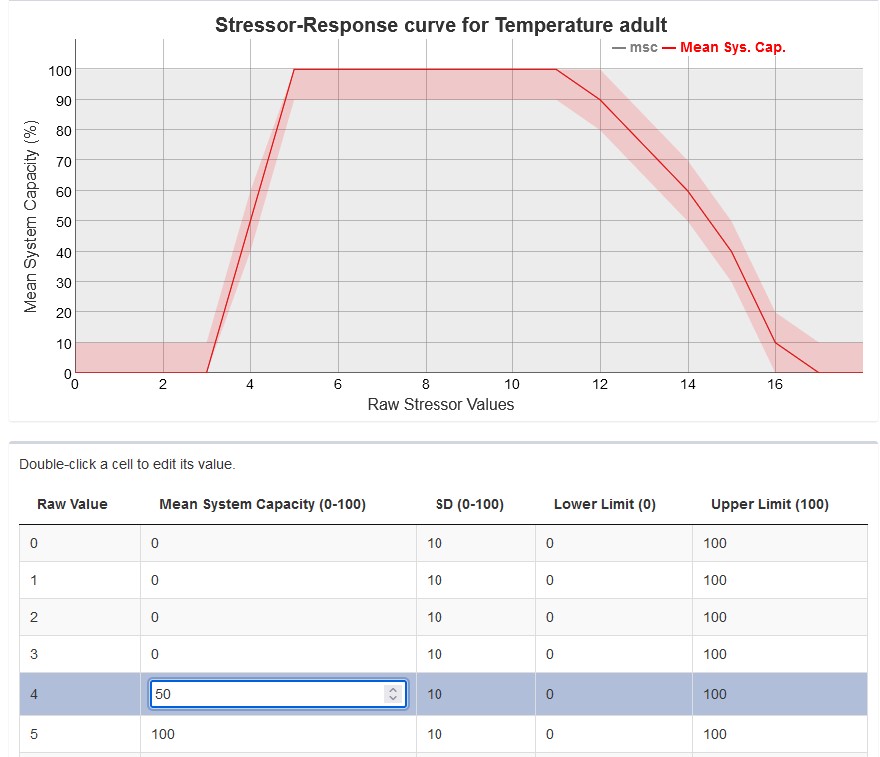 Stressor-Response curve for Temperature adult
msc Mean Sys. Cap.
Mean System Capacity (%)
100
90
80
70
60
50
40
30
20
10
0
0 2 4 6 8 10 12 14 16
Raw Stressor Values
Double-click a cell to edit its value.
Raw Value Mean System Capacity (0-100) SD (0-100) Lower Limit (0) Upper Limit (100)
0 0 10 0 100
1 0 10 0 100
2 0 10 0 100
3 0 10 0 100
4 50 10 0 100
5 100 10 0 100